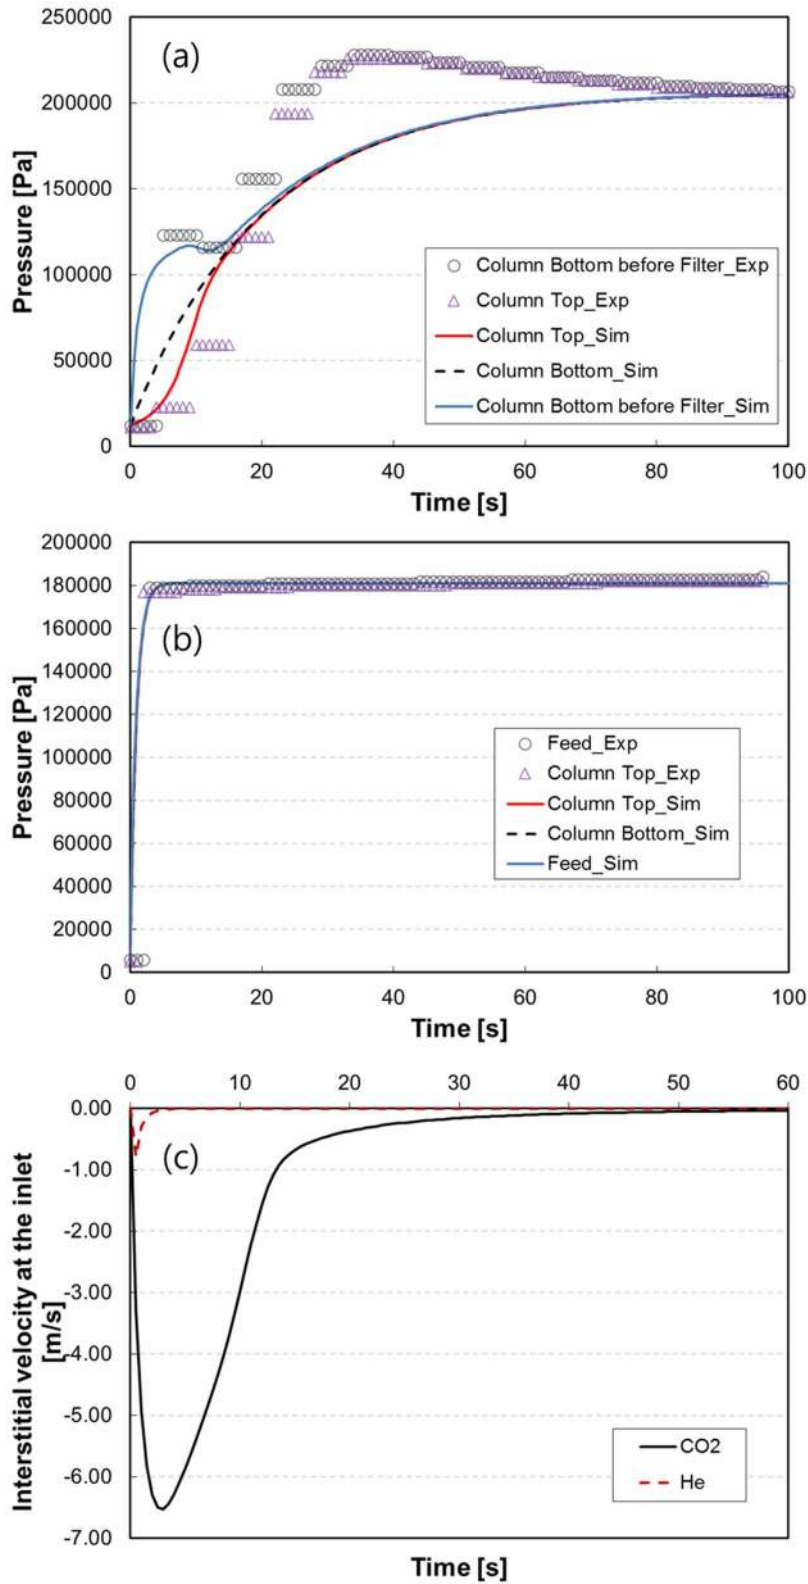 (a)
250000
200000
150000
100000
50000
0
Pressure [Pa]
Column Bottom before Filter_Exp
Column Top_Exp
Column Top_Sim
Column Bottom_Sim
Column Bottom before Filter_Sim
0 20 40 60 80 100
Time [s]
(b)
200000
180000
160000
140000
120000
100000
80000
60000
40000
20000
0
Pressure [Pa]
Feed_Exp
Column Top_Exp
Column Top_Sim
Column Bottom_Sim
Feed_Sim
0 20 40 60 80 100
Time [s]
0 10 20 30 40 50 60
(c)
0.00
-1.00
-2.00
-3.00
-4.00
-5.00
-6.00
-7.00
Interstitial velocity at the inlet
[m/s]
CO2
He
Time [s]